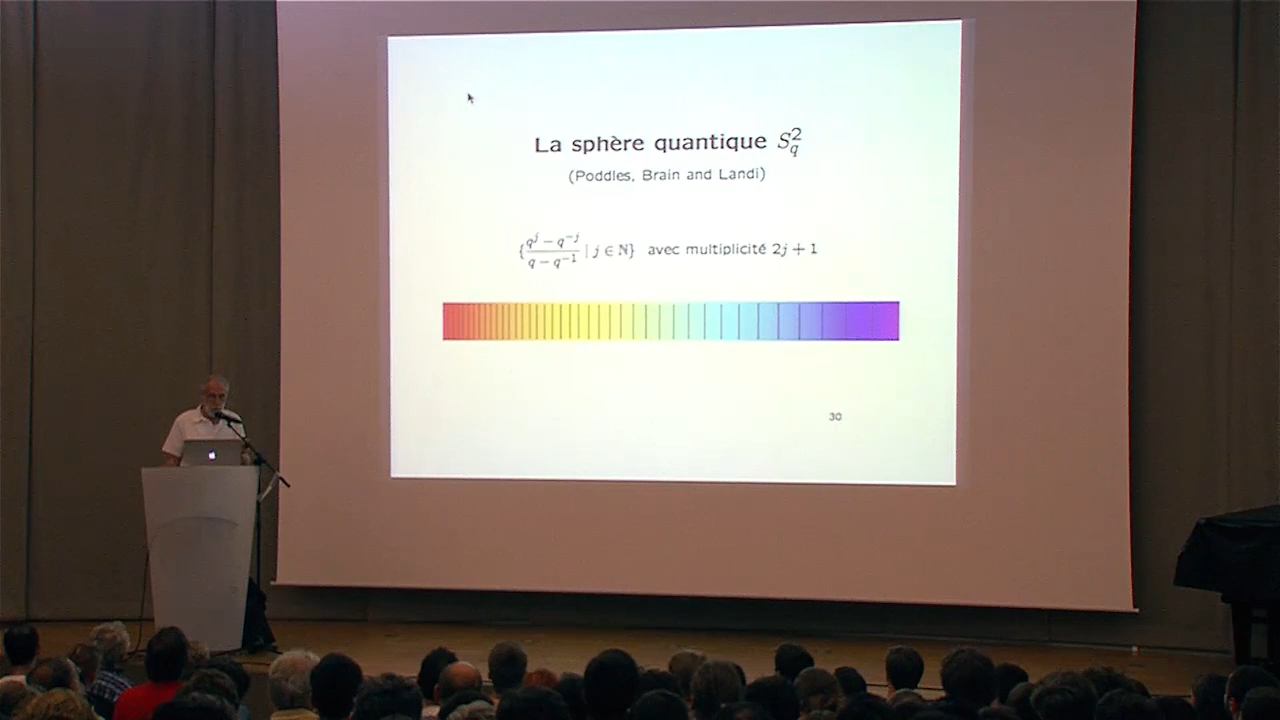 La sphère quantique $S_q^2$
(Poddles, Brain and Landi)
$\{\frac{q^j - q^{-j}}{q - q^{-1}} \mid j \in \mathbb{N}\}$ avec multiplicité $2j + 1$
30